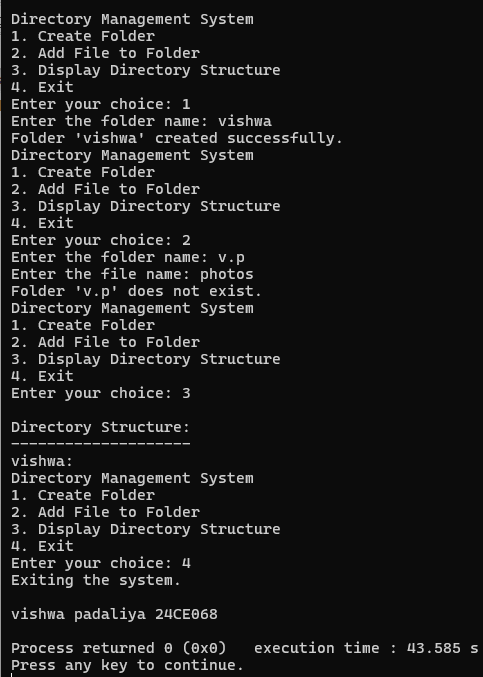 Directory Management System
1. Create Folder
2. Add File to Folder
3. Display Directory Structure
4. Exit
Enter your choice: 1
Enter the folder name: vishwa
Folder 'vishwa' created successfully.
Directory Management System
1. Create Folder
2. Add File to Folder
3. Display Directory Structure
4. Exit
Enter your choice: 2
Enter the folder name: v.p
Enter the file name: photos
Folder 'v.p' does not exist.
Directory Management System
1. Create Folder
2. Add File to Folder
3. Display Directory Structure
4. Exit
Enter your choice: 3

Directory Structure:
--------------------
vishwa:
Directory Management System
1. Create Folder
2. Add File to Folder
3. Display Directory Structure
4. Exit
Enter your choice: 4
Exiting the system.

vishwa padaliya 24CE068

Process returned 0 (0x0)   execution time : 43.585 s
Press any key to continue.